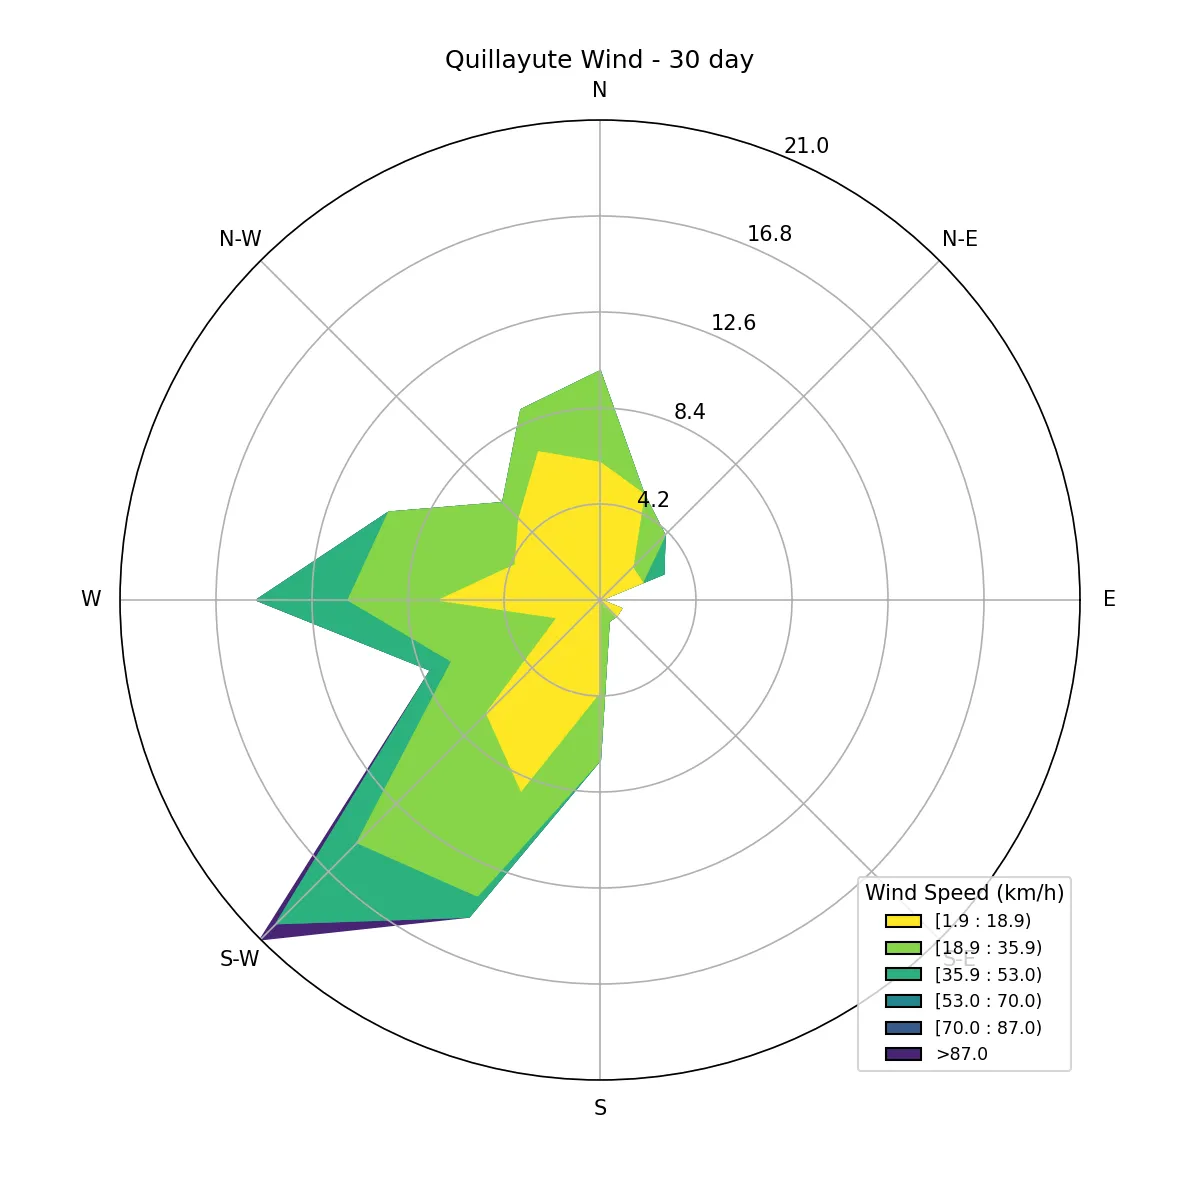 Quillayute Wind - 30 day
N
21.0
16.8
N-W
N-E
12.6
8.4
4.2
W
E
S-W
S-E
S
Wind Speed (km/h)
[1.9 : 18.9)
[18.9 : 35.9)
[35.9 : 53.0)
[53.0 : 70.0)
[70.0 : 87.0)
>87.0